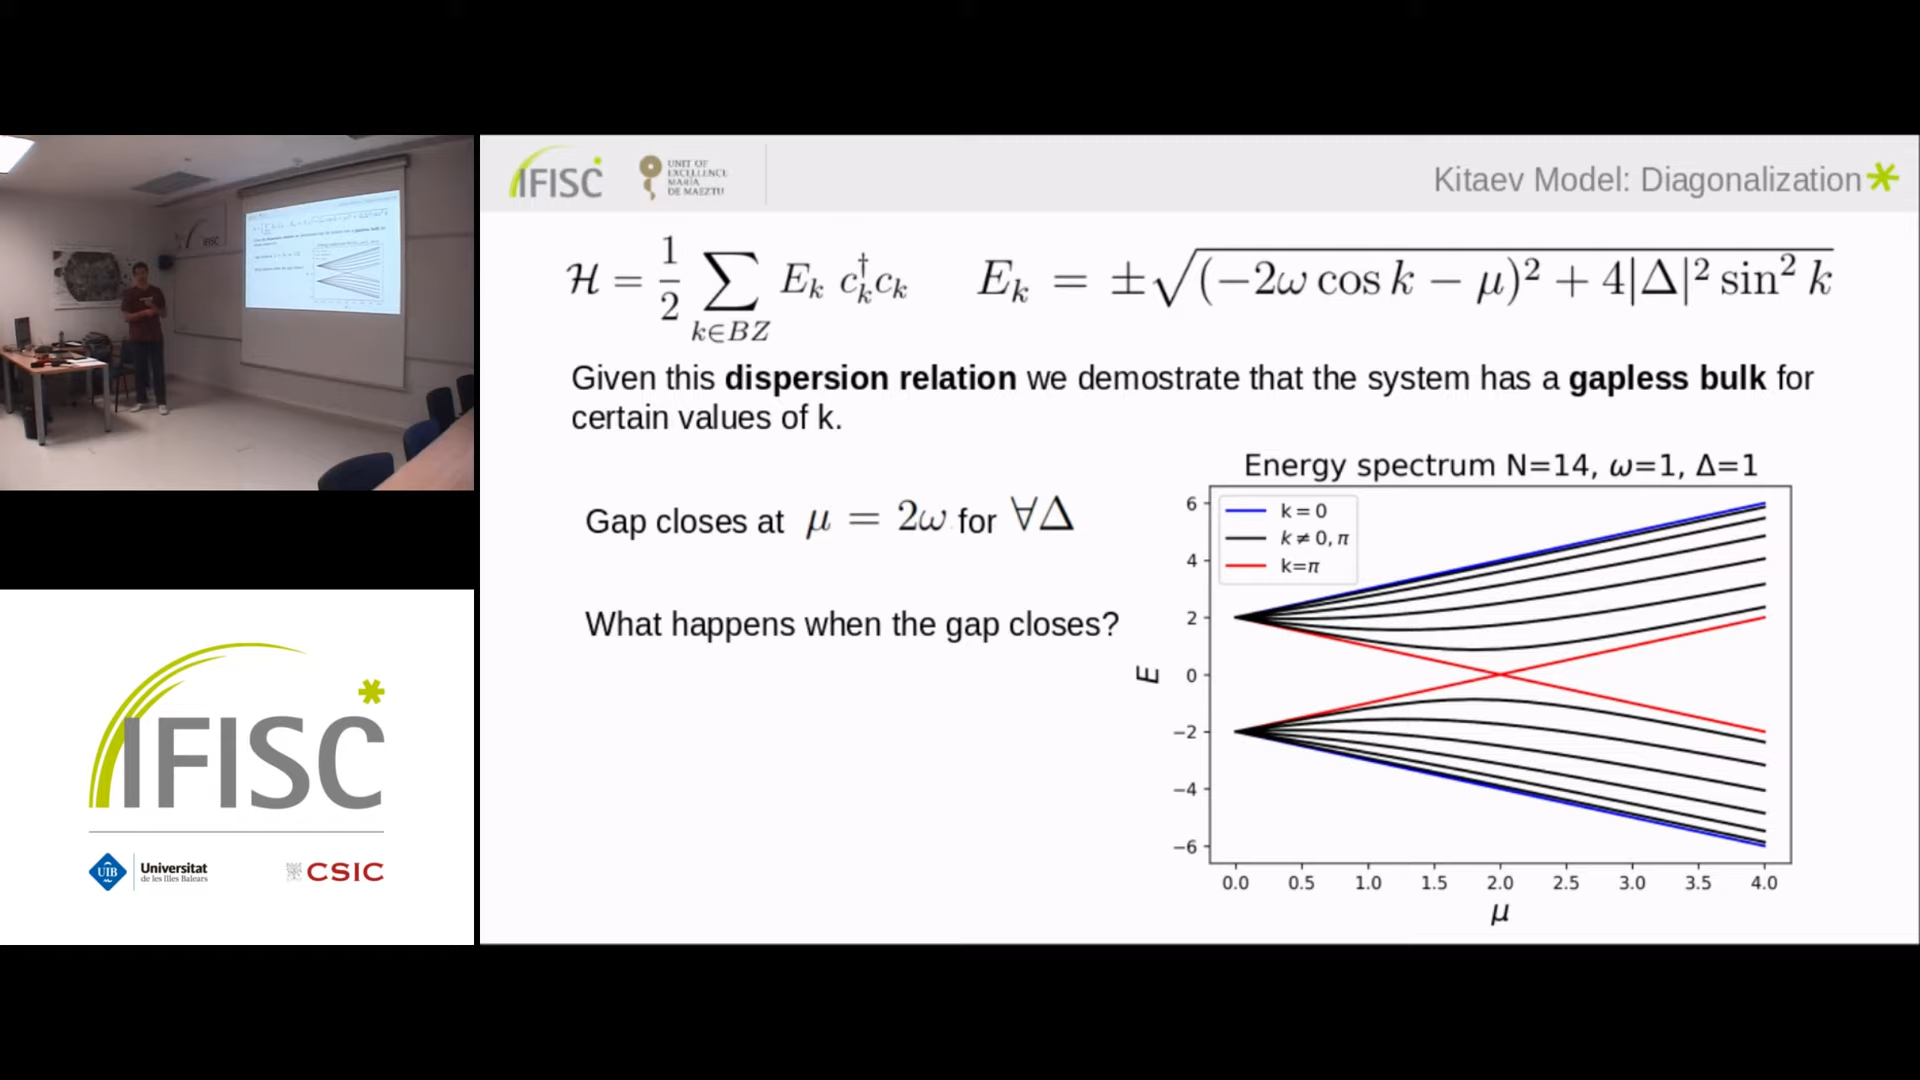 IFISC
UNIT OF
EXCELLENCE
MARÍA
DE MAEZTU
Kitaev Model: Diagonalization
ℋ = 1/2 ∑_{k∈BZ} E_k c_k^† c_k    E_k = ±√((−2ω cos k − μ)² + 4|Δ|² sin² k)
Given this dispersion relation we demostrate that the system has a gapless bulk for
certain values of k.
Gap closes at μ = 2ω for ∀Δ
What happens when the gap closes?
Energy spectrum N=14, ω=1, Δ=1
k = 0
k ≠ 0, π
k=π
6
4
2
0
−2
−4
−6
E
0.0 0.5 1.0 1.5 2.0 2.5 3.0 3.5 4.0
μ
IFISC
UIB
Universitat
de les Illes Balears
CSIC